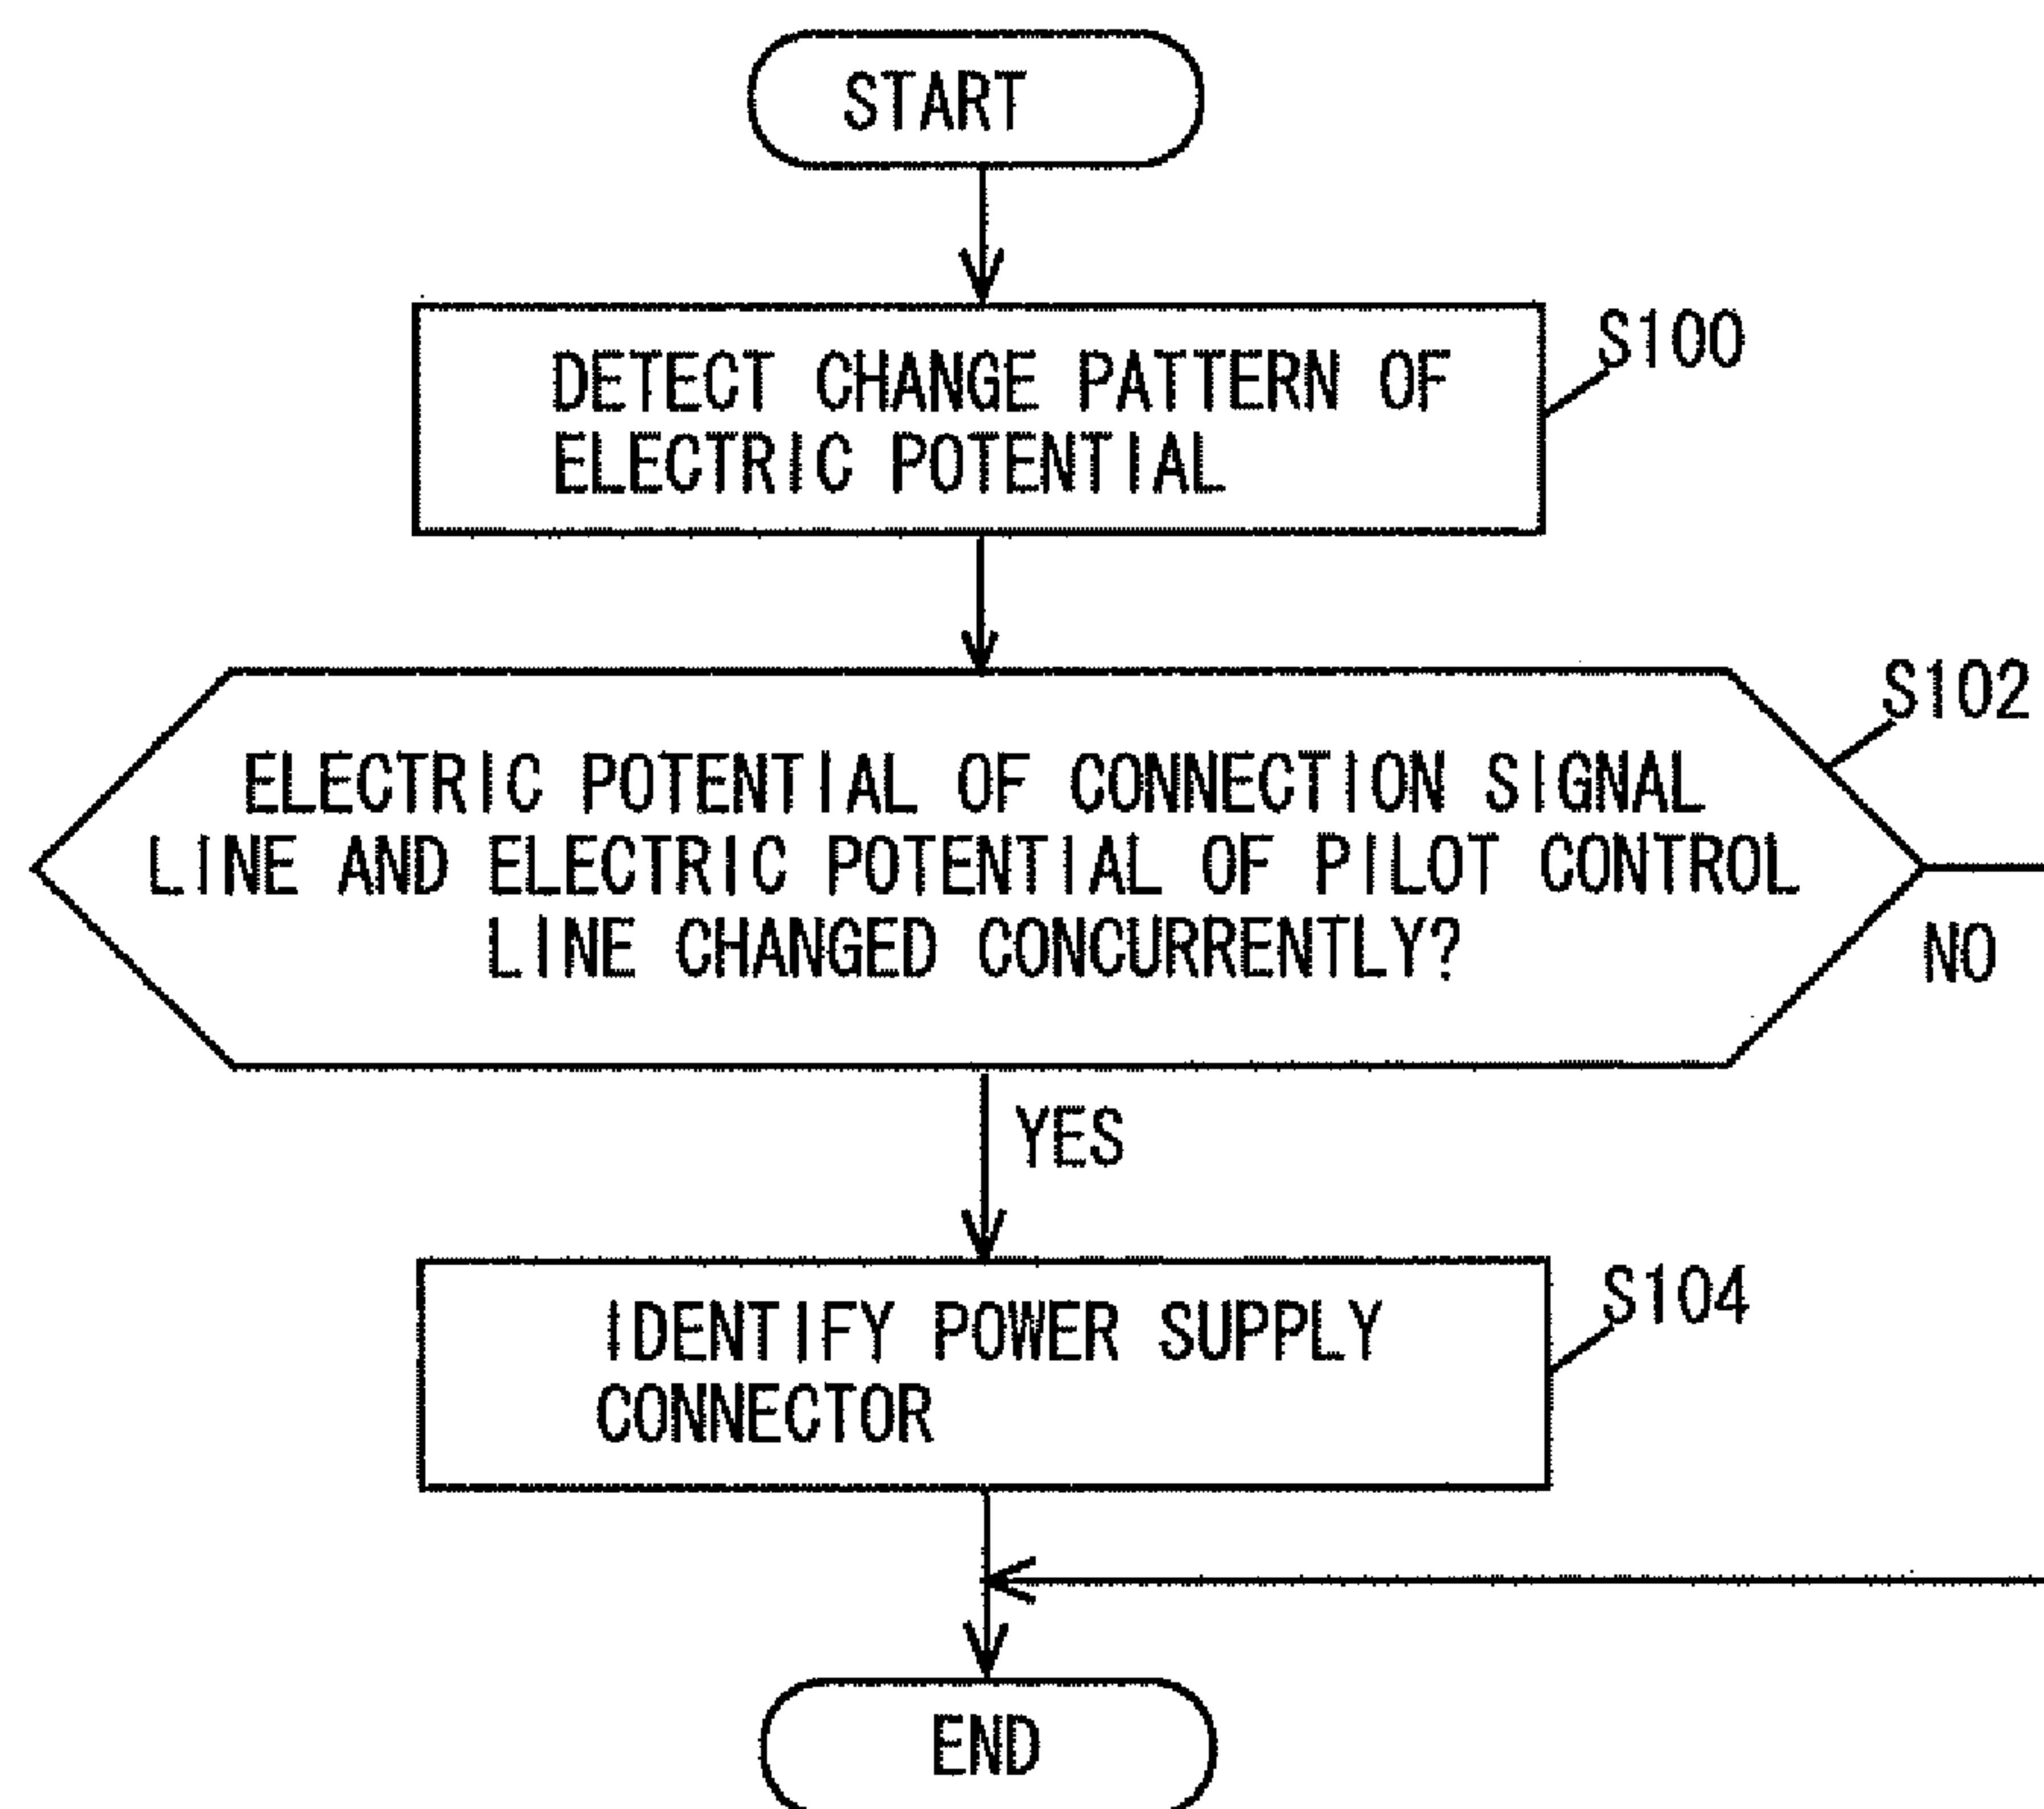 START
DETECT CHANGE PATTERN OF
ELECTRIC POTENTIAL
S100
ELECTRIC POTENTIAL OF CONNECTION SIGNAL
LINE AND ELECTRIC POTENTIAL OF PILOT CONTROL
LINE CHANGED CONCURRENTLY?
S102
NO
YES
IDENTIFY POWER SUPPLY
CONNECTOR
S104
END